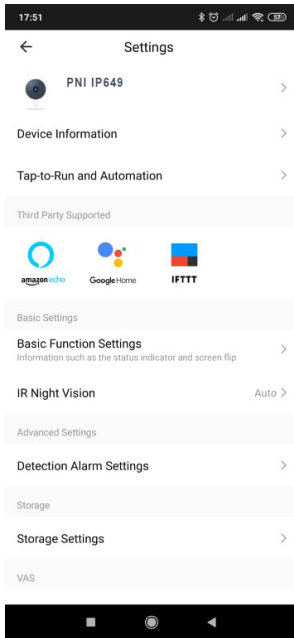 17:51
57
Settings
PNI IP649
Device Information
Tap-to-Run and Automation
Third Party Supported
amazon echo
Google Home
IFTTT
Basic Settings
Basic Function Settings
Information such as the status indicator and screen flip
IR Night Vision
Auto
Advanced Settings
Detection Alarm Settings
Storage
Storage Settings
VAS